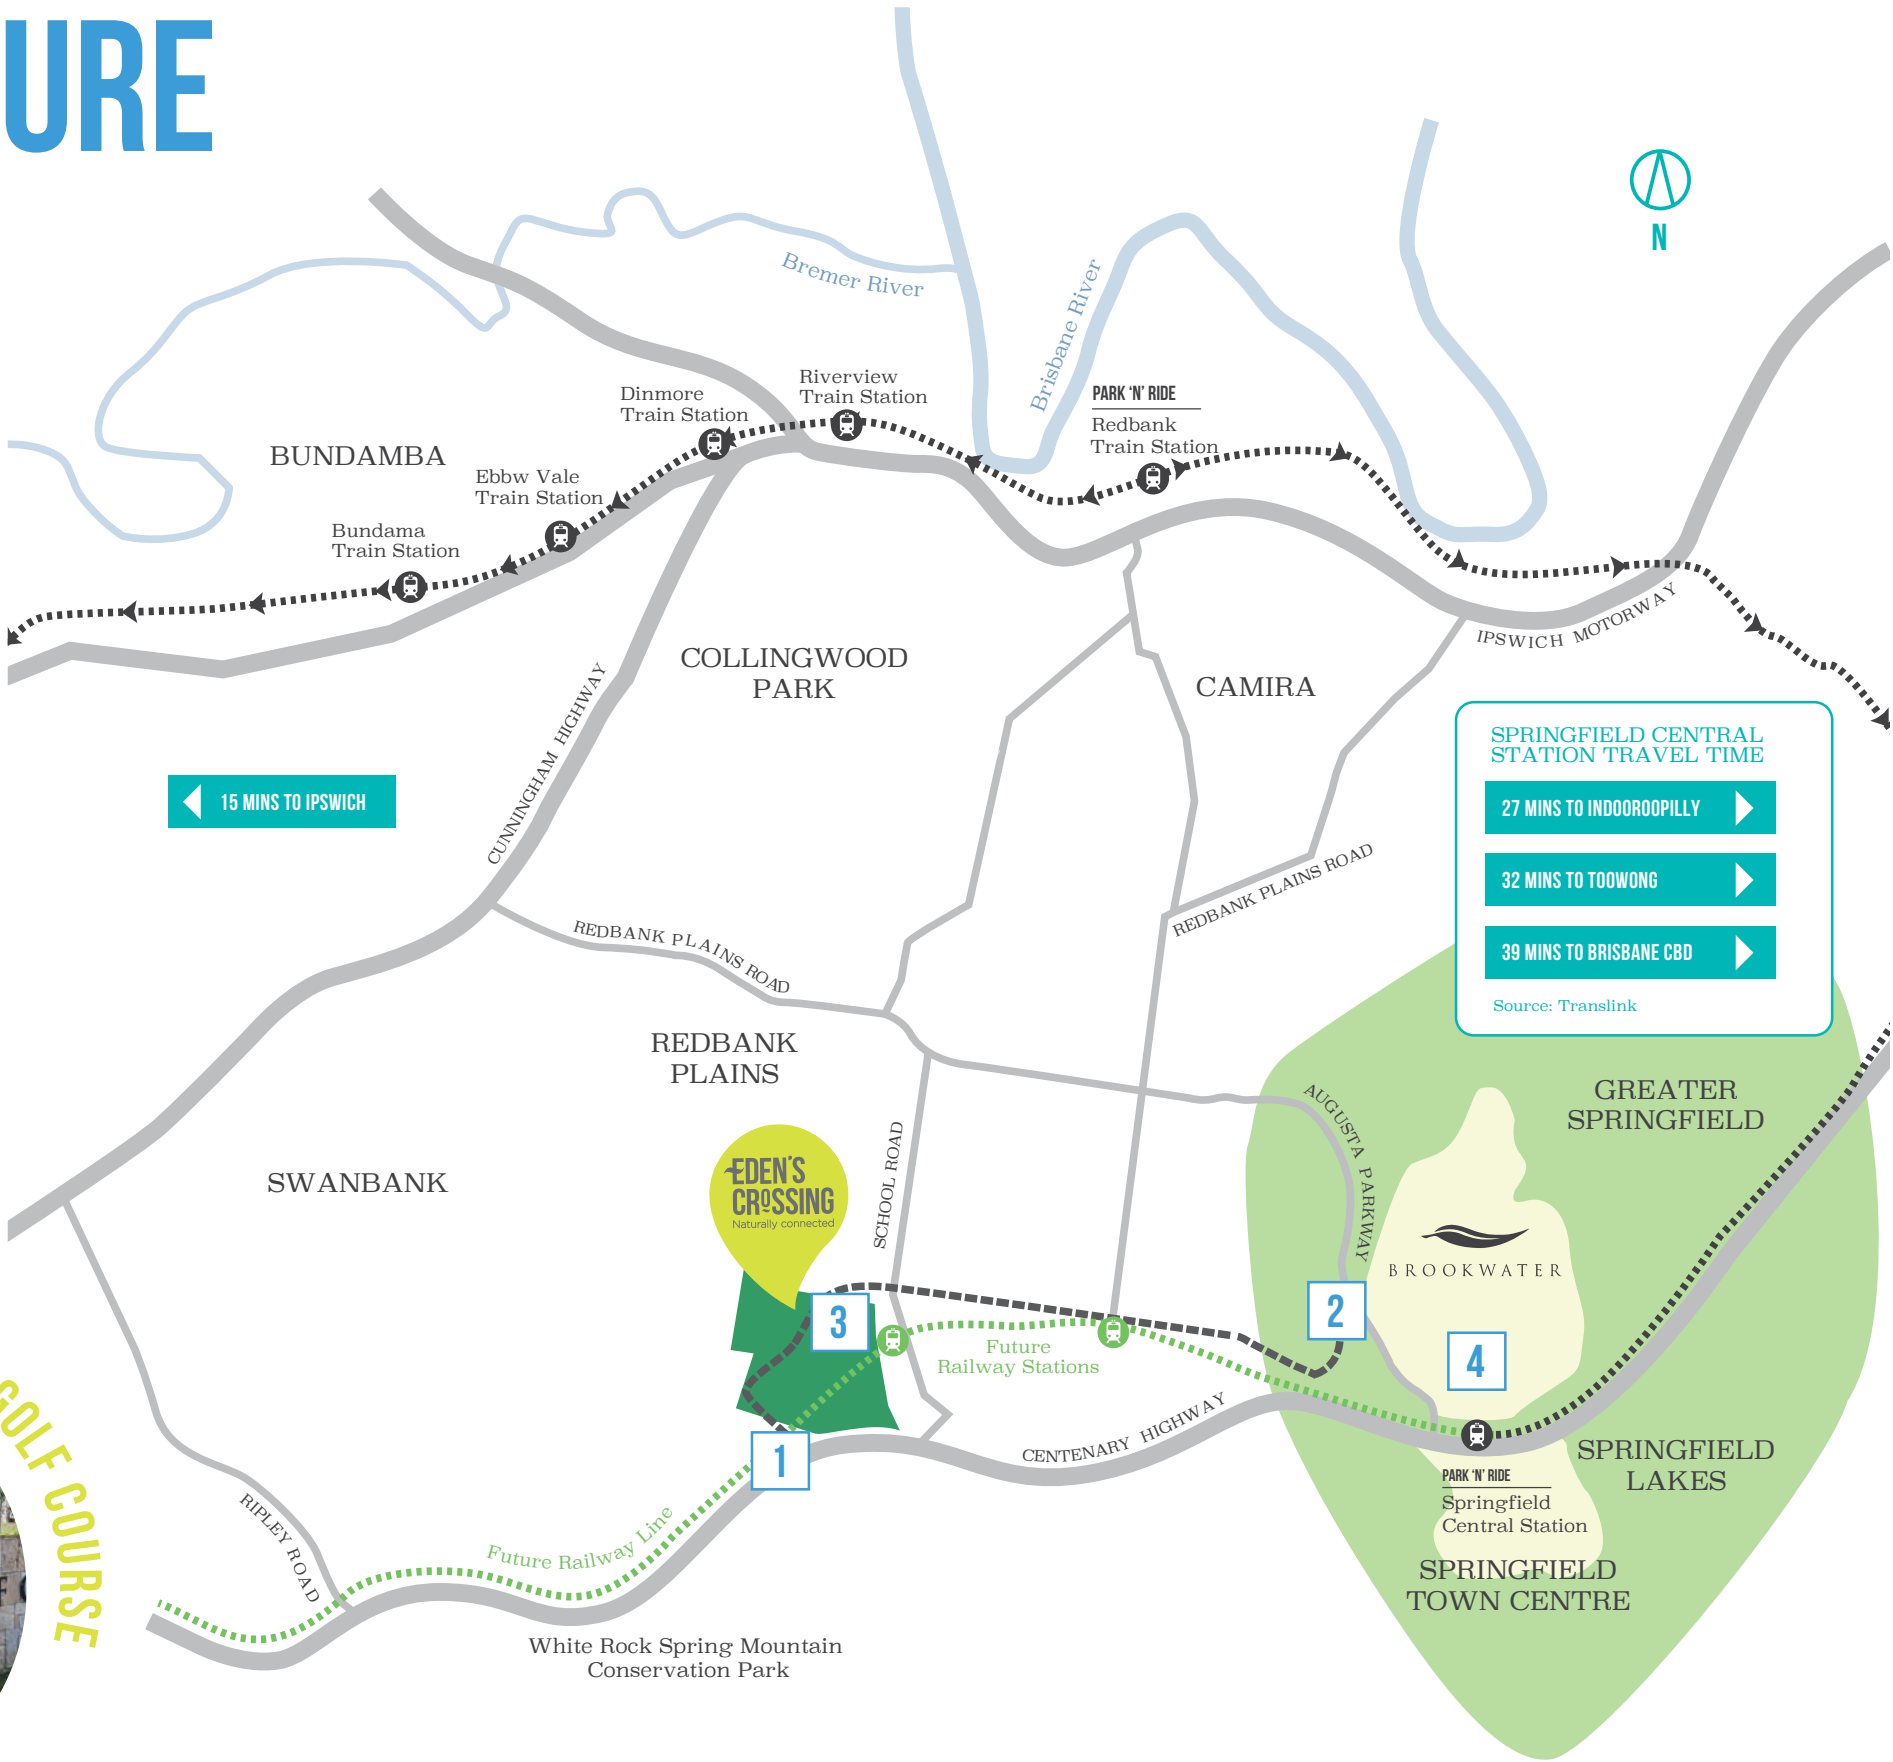 URE
N
Bremer River
Brisbane River
Riverview
Train Station
Dinmore
Train Station
PARK 'N' RIDE
Redbank
Train Station
BUNDAMBA
Ebbw Vale
Train Station
Bundama
Train Station
IPSWICH MOTORWAY
COLLINGWOOD
PARK
CAMIRA
CUNNINGHAM HIGHWAY
15 MINS TO IPSWICH
SPRINGFIELD CENTRAL
STATION TRAVEL TIME
27 MINS TO INDOOROOPILLY
32 MINS TO TOOWONG
39 MINS TO BRISBANE CBD
Source: Translink
REDBANK PLAINS ROAD
REDBANK PLAINS ROAD
REDBANK
PLAINS
GREATER
SPRINGFIELD
AUGUSTA PARKWAY
SWANBANK
EDEN'S
CROSSING
Naturally connected
SCHOOL ROAD
BROOKWATER
3
2
4
Future
Railway Stations
1
CENTENARY HIGHWAY
SPRINGFIELD
LAKES
PARK 'N' RIDE
Springfield
Central Station
SPRINGFIELD
TOWN CENTRE
GOLF COURSE
RIPLEY ROAD
Future Railway Line
White Rock Spring Mountain
Conservation Park